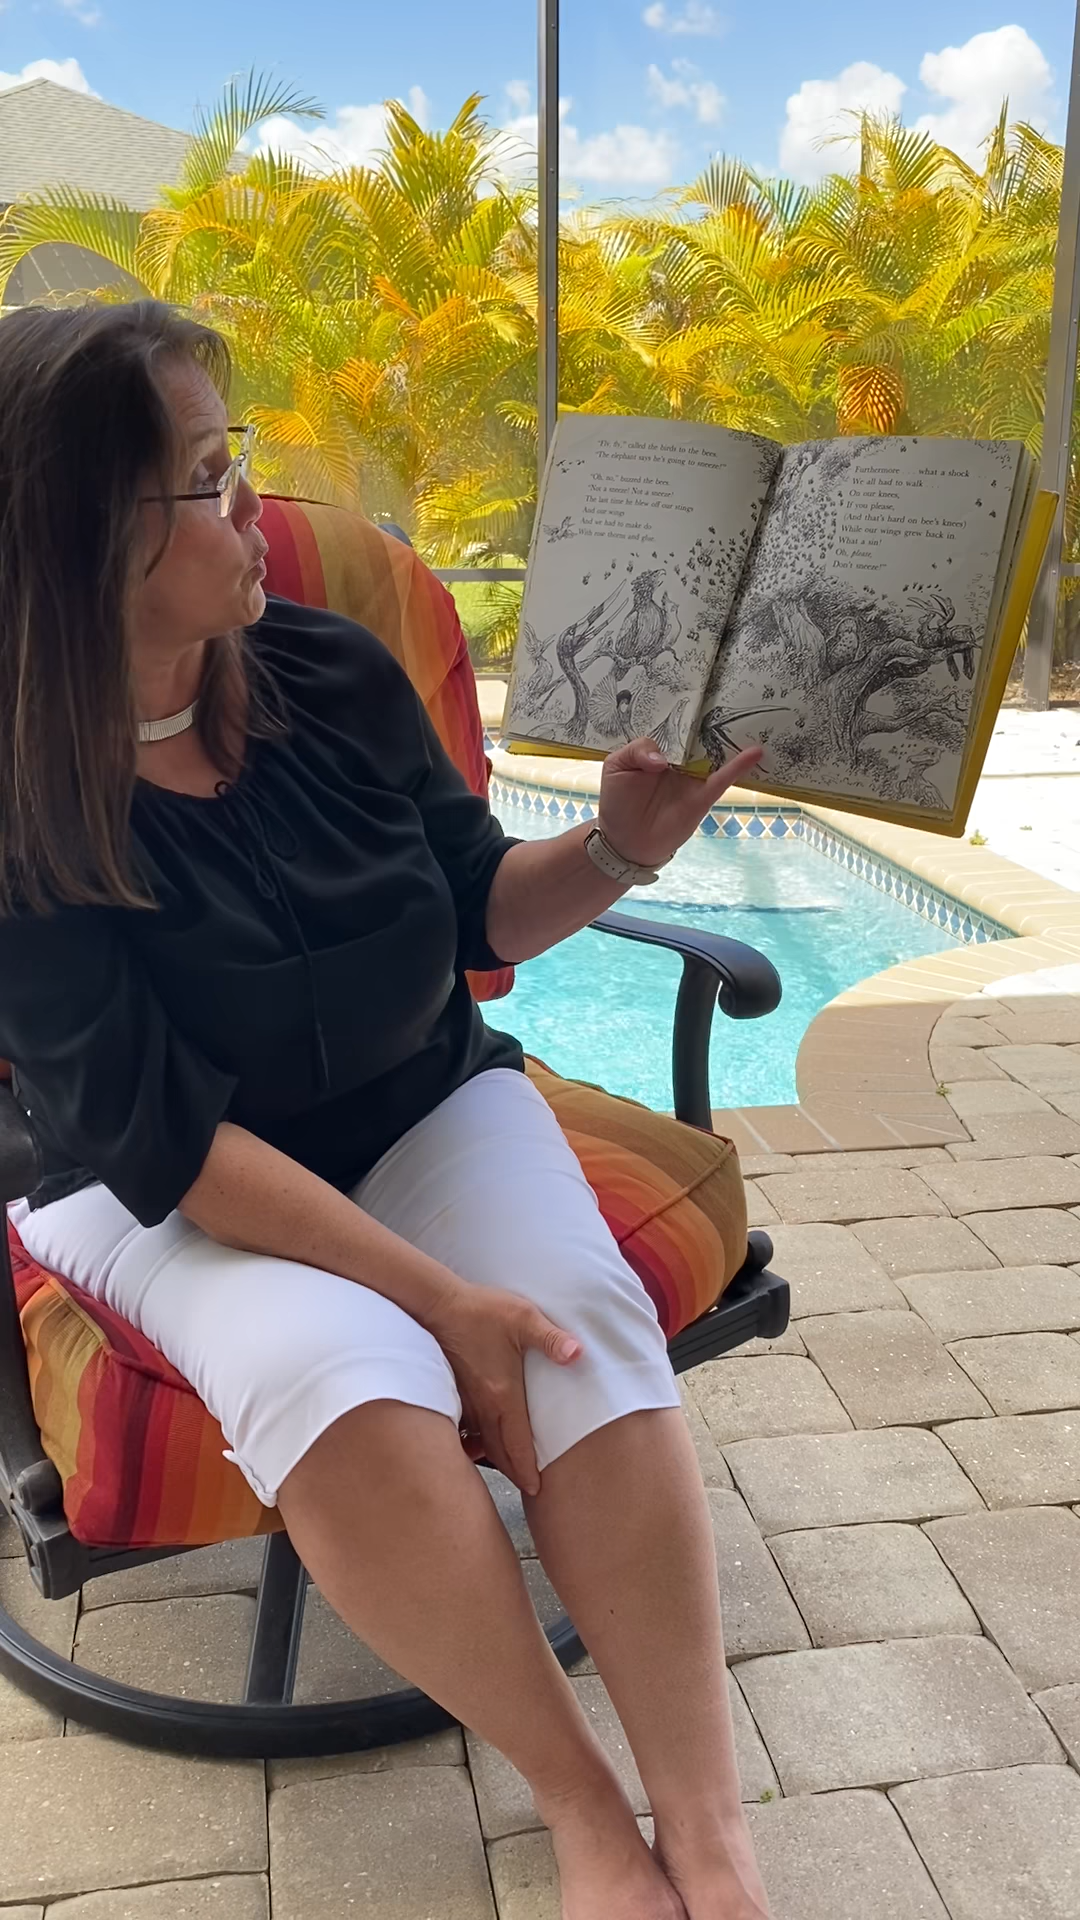 "Fly, fly," called the birds to the bees.
"The elephant says he's going to sneeze!"
"Oh, no," buzzed the bees.
"Not a sneeze! Not a sneeze!
The last time he blew off our stings
And our wings
And we had to make do
With rose thorns and glue.
Furthermore . . . what a shock . . .
We all had to walk . . .
On our knees,
If you please,
(And that's hard on bee's knees)
While our wings grew back in.
What a sin!
Oh, please,
Don't sneeze!"